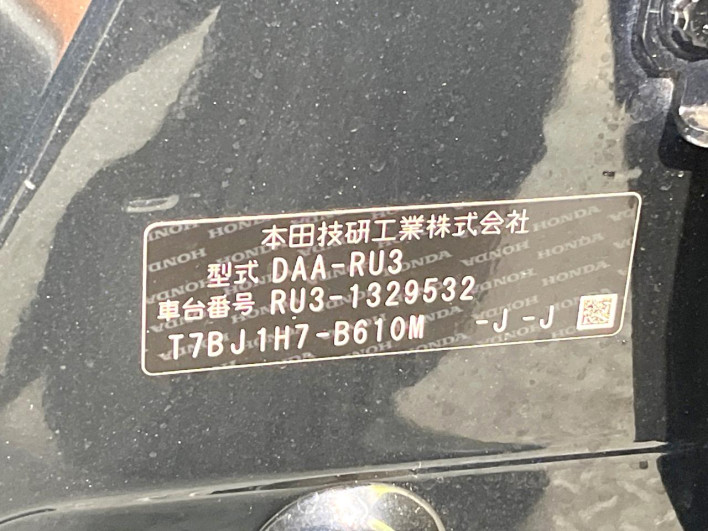 本田技研工業株式会社
型式 DAA-RU3
車台番号 RU3-1329532
T7BJ1H7-B610M -J -J